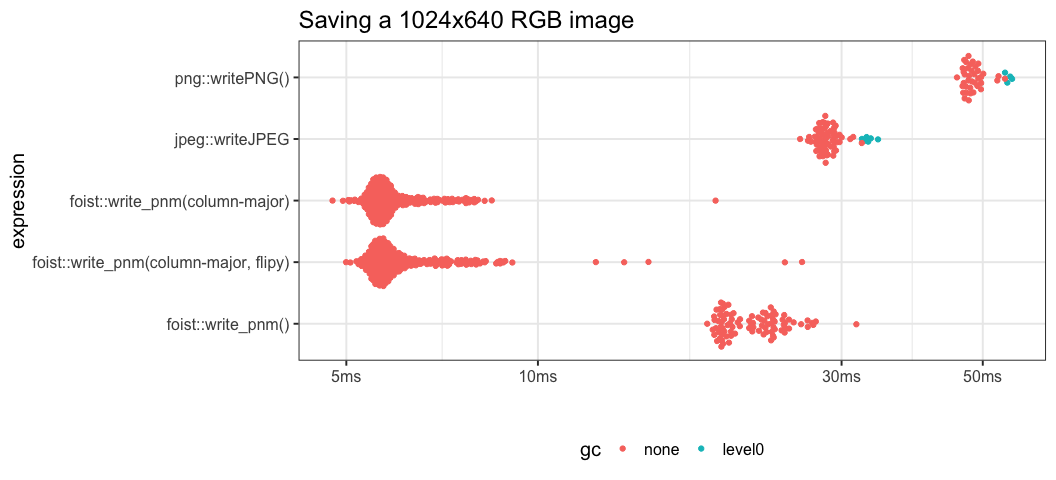 Saving a 1024x640 RGB image
expression
png::writePNG()
jpeg::writeJPEG
foist::write_pnm(column-major)
foist::write_pnm(column-major, flipy)
foist::write_pnm()
5ms 10ms 30ms 50ms
gc none level0